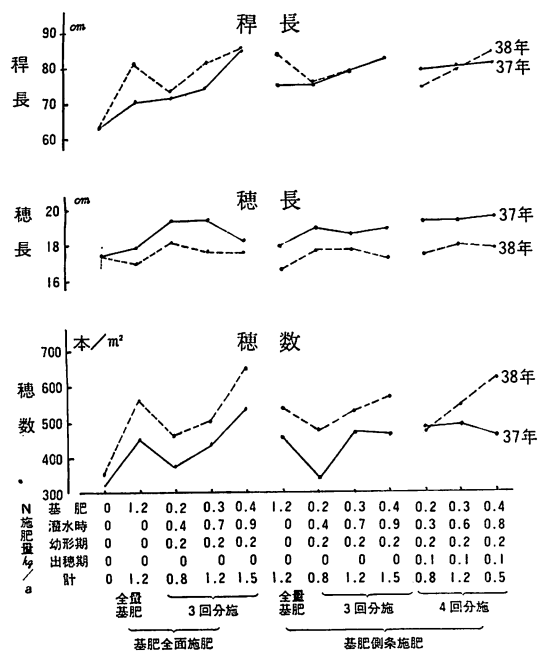 稈長
cm
稈長
90
80
70
60
38年
37年
穂長
cm
穂長
20
18
16
37年
38年
穂数
本/m²
穂数
700
600
500
400
300
38年
37年
N施肥量kg/a
基肥 0 1.2 0.2 0.3 0.4 1.2 0.2 0.3 0.4 0.2 0.3 0.4
湛水時 0 0 0.4 0.7 0.9 0 0.4 0.7 0.9 0.3 0.6 0.8
幼形期 0 0 0.2 0.2 0.2 0 0.2 0.2 0.2 0.2 0.2 0.2
出穂期 0 0 0 0 0 0 0 0 0 0.1 0.1 0.1
計 0 1.2 0.8 1.2 1.5 1.2 0.8 1.2 1.5 0.8 1.2 0.5
全量基肥 3回分施 全量基肥 3回分施 4回分施
基肥全面施肥 基肥側条施肥